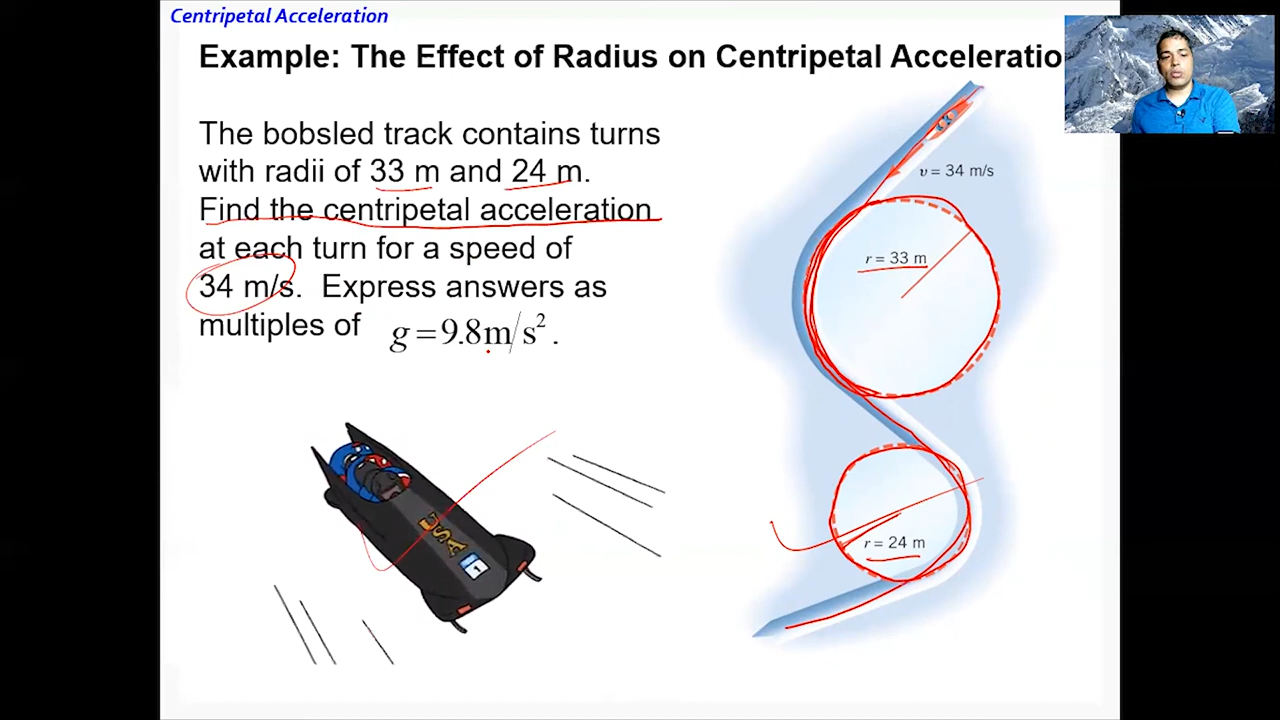 Centripetal Acceleration
Example: The Effect of Radius on Centripetal Acceleratio
The bobsled track contains turns
with radii of 33 m and 24 m.
Find the centripetal acceleration
at each turn for a speed of
34 m/s. Express answers as
multiples of g = 9.8 m/s².
υ = 34 m/s
r = 33 m
r = 24 m
USA
1